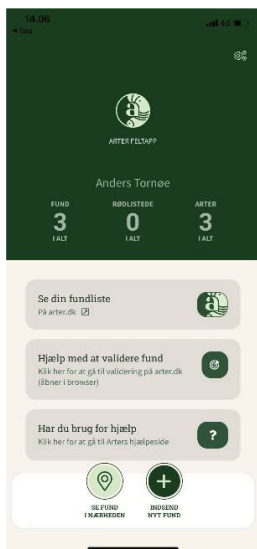 14.06
◄ Søg
4G
ARTER FELTAPP
Anders Tornøe
FUND RØDLISTEDE ARTER
3 0 3
I ALT I ALT I ALT
Se din fundliste
På arter.dk
Hjælp med at validere fund
Klik her for at gå til validering på arter.dk
(åbner i browser)
Har du brug for hjælp
Klik her for at gå til Arters hjælpeside
?
SE FUND INDSEND
I NÆRHEDEN NYT FUND